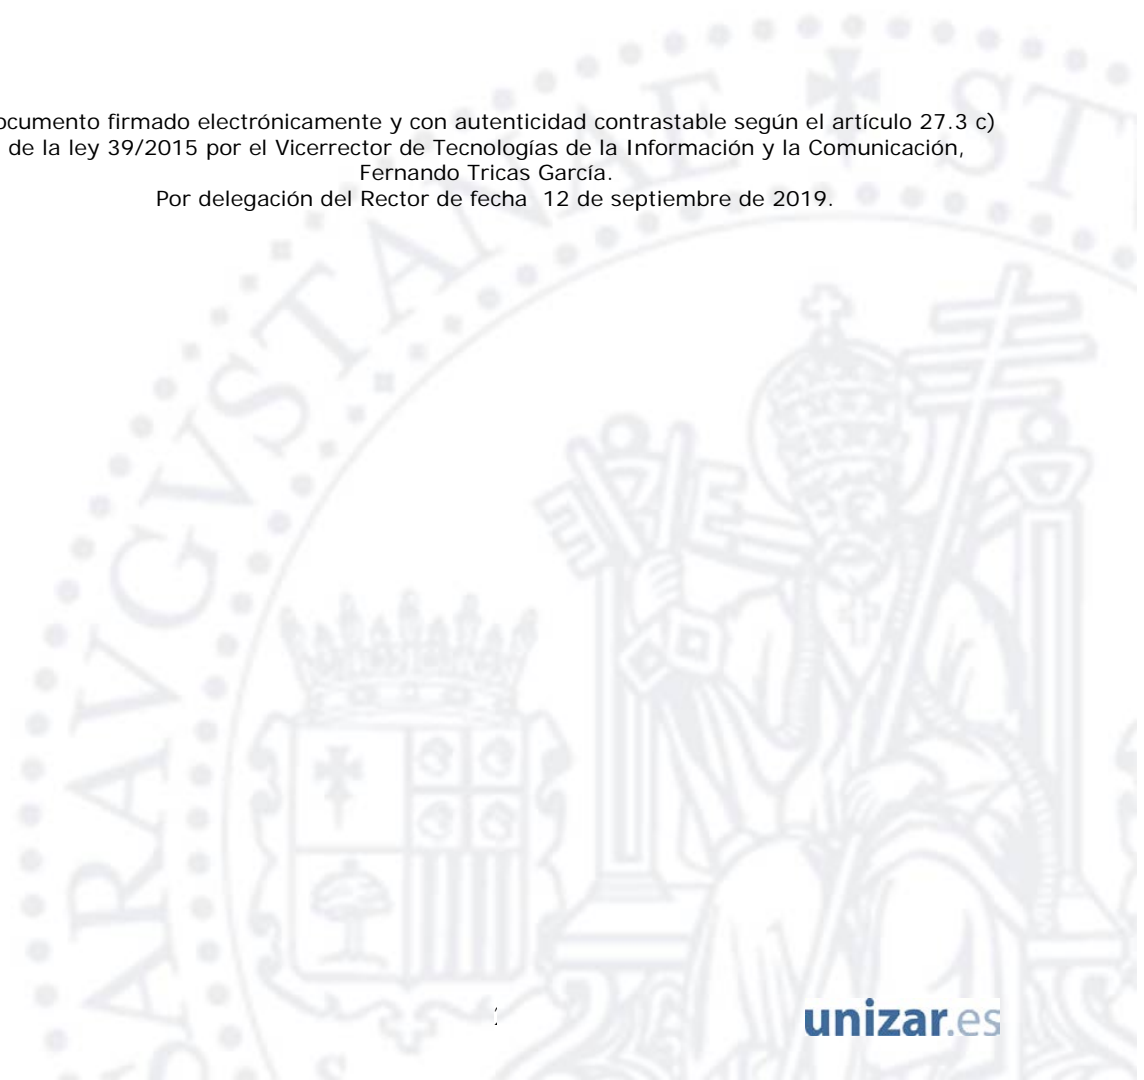 ocumento firmado electrónicamente y con autenticidad contrastable según el artículo 27.3 c)
de la ley 39/2015 por el Vicerrector de Tecnologías de la Información y la Comunicación,
Fernando Tricas García.
Por delegación del Rector de fecha 12 de septiembre de 2019.
ARAVGVSTANAE ST
unizar.es